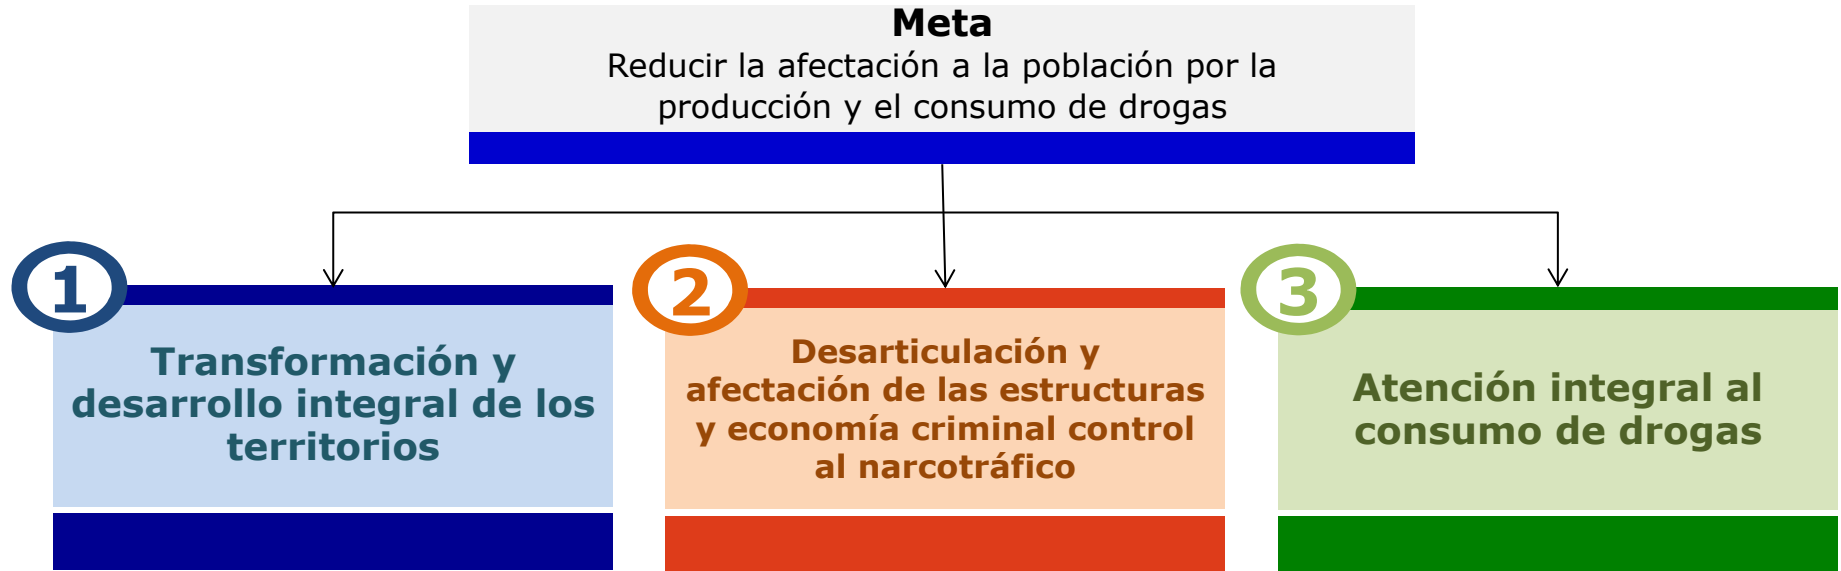 Meta
Reducir la afectación a la población por la
producción y el consumo de drogas
1
Transformación y
desarrollo integral de los
territorios
2
Desarticulación y
afectación de las estructuras
y economía criminal control
al narcotráfico
3
Atención integral al
consumo de drogas